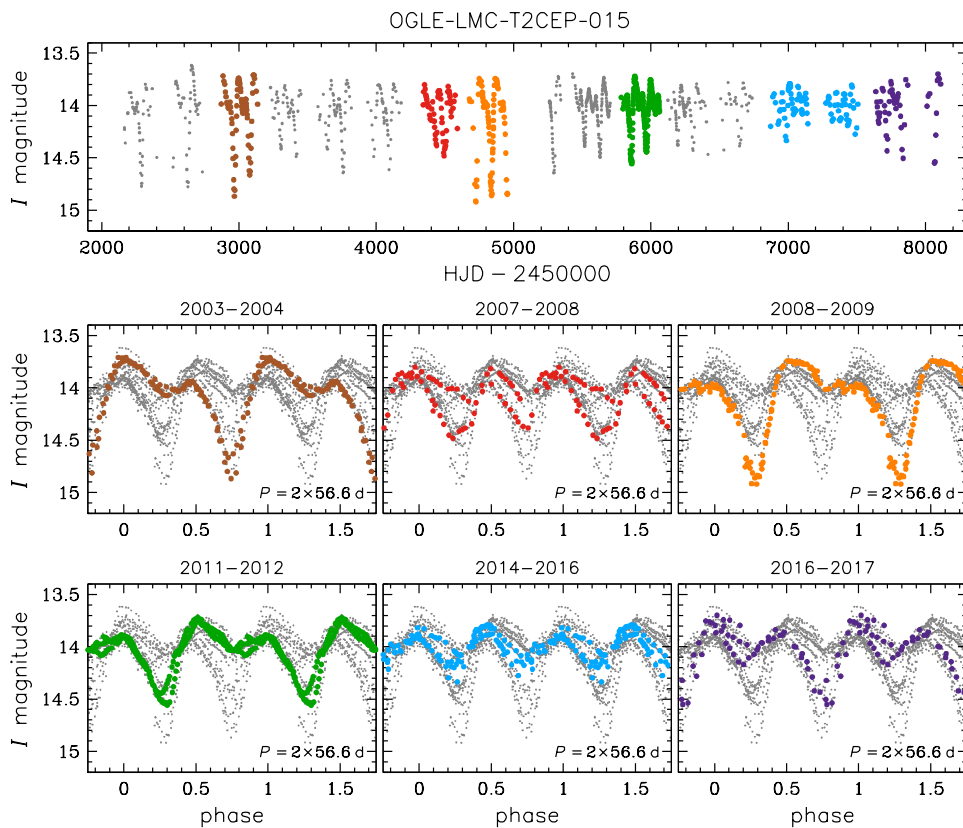 OGLE-LMC-T2CEP-015
I magnitude
13.5
14
14.5
15
2000 3000 4000 5000 6000 7000 8000
HJD − 2450000
2003−2004 2007−2008 2008−2009
I magnitude
13.5
14
14.5
15
P = 2×56.6 d P = 2×56.6 d P = 2×56.6 d
0 0.5 1 1.5 0 0.5 1 1.5 0 0.5 1 1.5
2011−2012 2014−2016 2016−2017
I magnitude
13.5
14
14.5
15
P = 2×56.6 d P = 2×56.6 d P = 2×56.6 d
0 0.5 1 1.5 0 0.5 1 1.5 0 0.5 1 1.5
phase phase phase